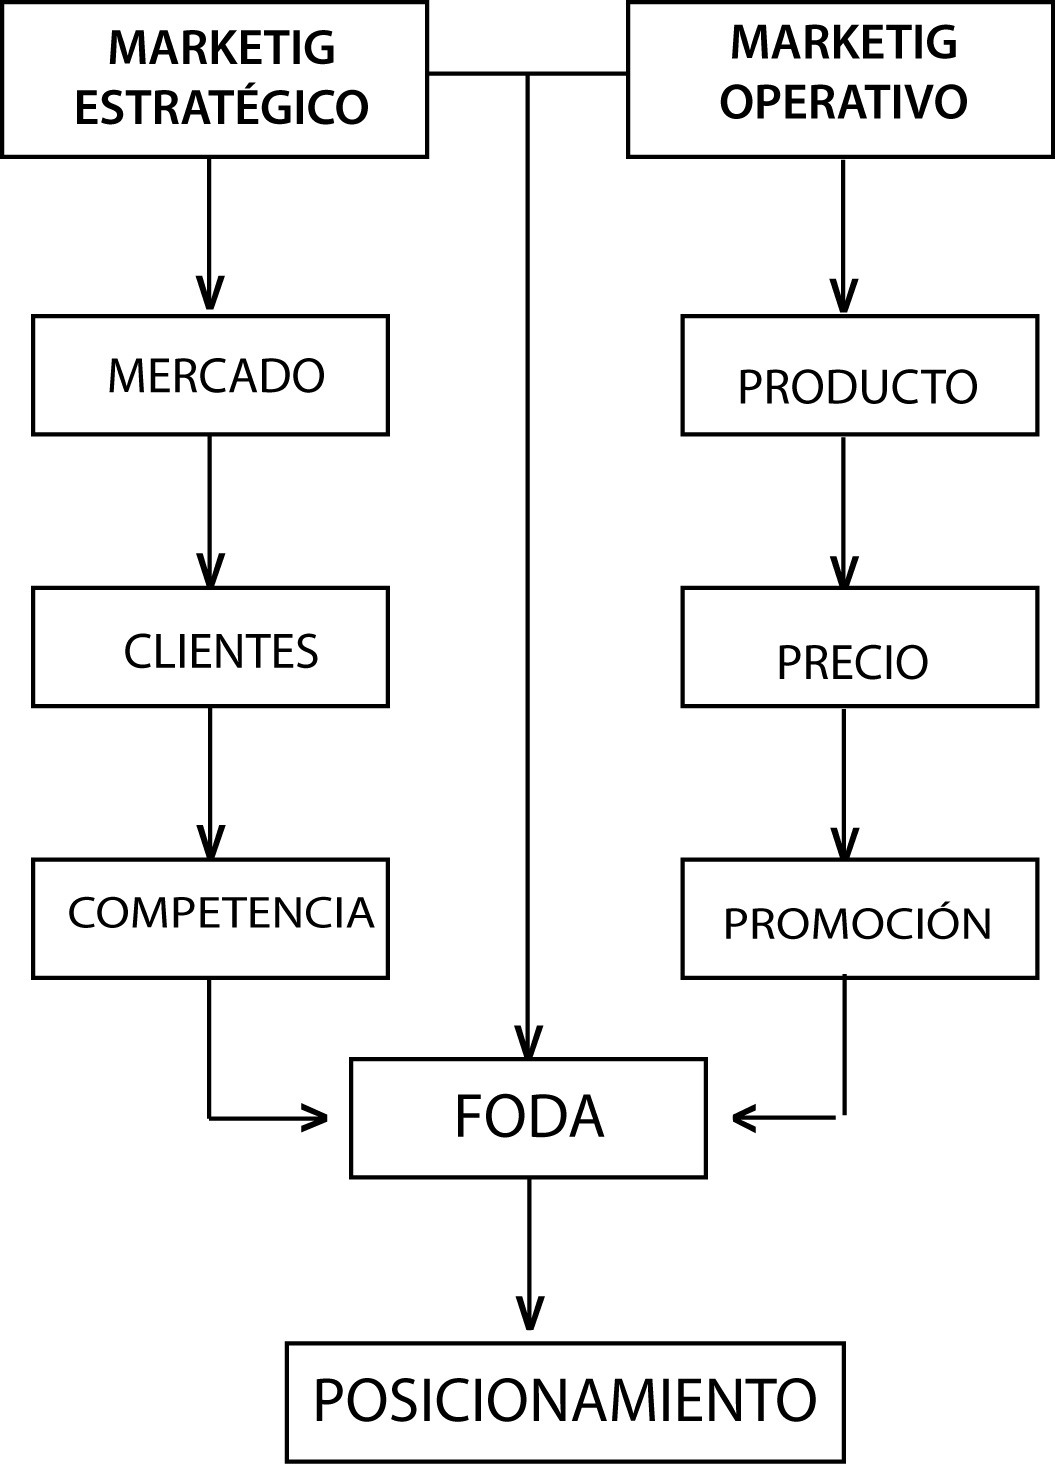 MARKETIG
ESTRATÉGICO
MARKETIG
OPERATIVO
MERCADO
PRODUCTO
CLIENTES
PRECIO
COMPETENCIA
PROMOCIÓN
FODA
POSICIONAMIENTO